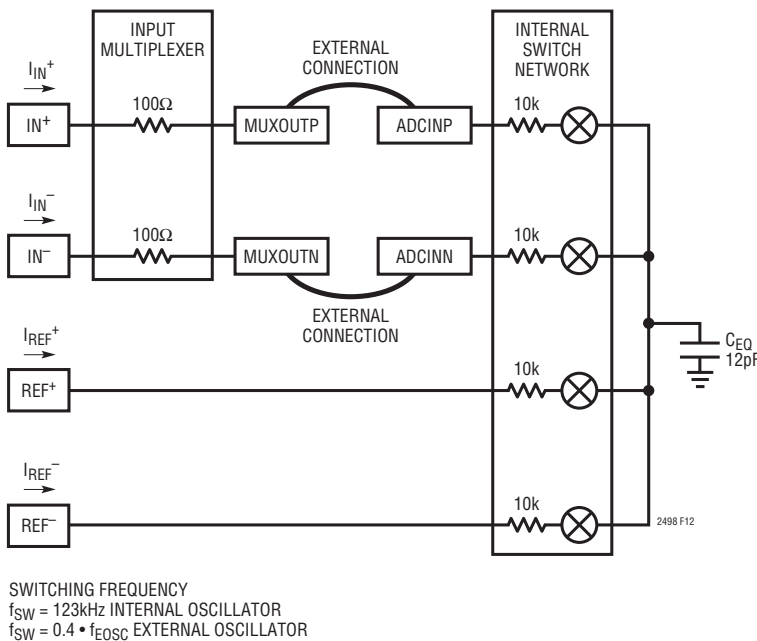 INPUT
MULTIPLEXER
EXTERNAL
CONNECTION
INTERNAL
SWITCH
NETWORK
IIN+
IN+
100Ω
MUXOUTP
ADCINP
10k
IIN–
IN–
100Ω
MUXOUTN
ADCINN
10k
EXTERNAL
CONNECTION
IREF+
REF+
10k
CEQ
12pF
IREF–
REF–
10k
2498 F12
SWITCHING FREQUENCY
fSW = 123kHz INTERNAL OSCILLATOR
fSW = 0.4 • fEOSC EXTERNAL OSCILLATOR